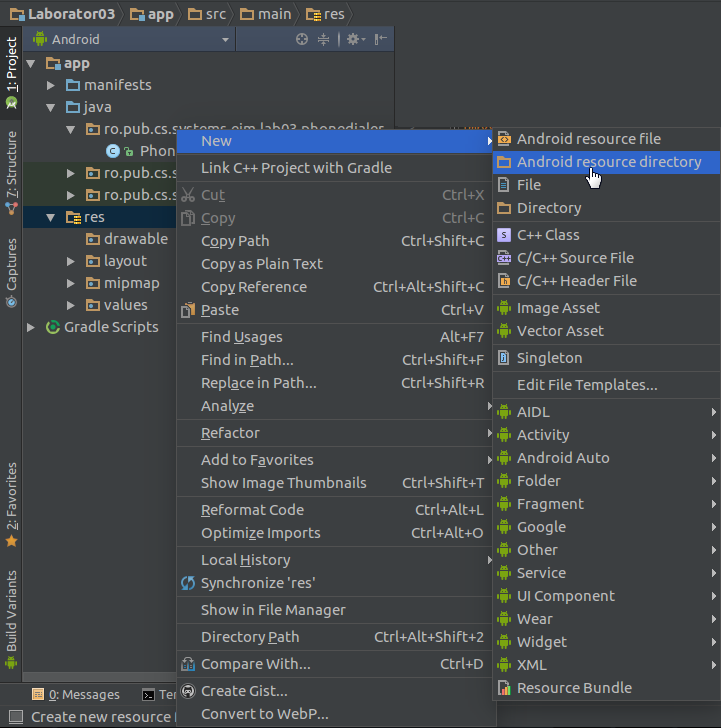 Laborator03 app src main res
1: Project
7: Structure
Captures
2: Favorites
Build Variants
Android
app
manifests
java
ro.pub.cs.systems.eim.lab03.phonedialer
Phon
ro.pub.cs.s
ro.pub.cs.s
res
drawable
layout
mipmap
values
Gradle Scripts
New
Link C++ Project with Gradle
Cut Ctrl+X
Copy Ctrl+C
Copy Path Ctrl+Shift+C
Copy as Plain Text
Copy Reference Ctrl+Alt+Shift+C
Paste Ctrl+V
Find Usages Alt+F7
Find in Path... Ctrl+Shift+F
Replace in Path... Ctrl+Shift+R
Analyze
Refactor
Add to Favorites
Show Image Thumbnails Ctrl+Shift+T
Reformat Code Ctrl+Alt+L
Optimize Imports Ctrl+Alt+O
Local History
Synchronize 'res'
Show in File Manager
Directory Path Ctrl+Alt+Shift+2
Compare With... Ctrl+D
Create Gist...
Convert to WebP...
Android resource file
Android resource directory
File
Directory
C++ Class
C/C++ Source File
C/C++ Header File
Image Asset
Vector Asset
Singleton
Edit File Templates...
AIDL
Activity
Android Auto
Folder
Fragment
Google
Other
Service
UI Component
Wear
Widget
XML
Resource Bundle
0: Messages Ter
Create new resource